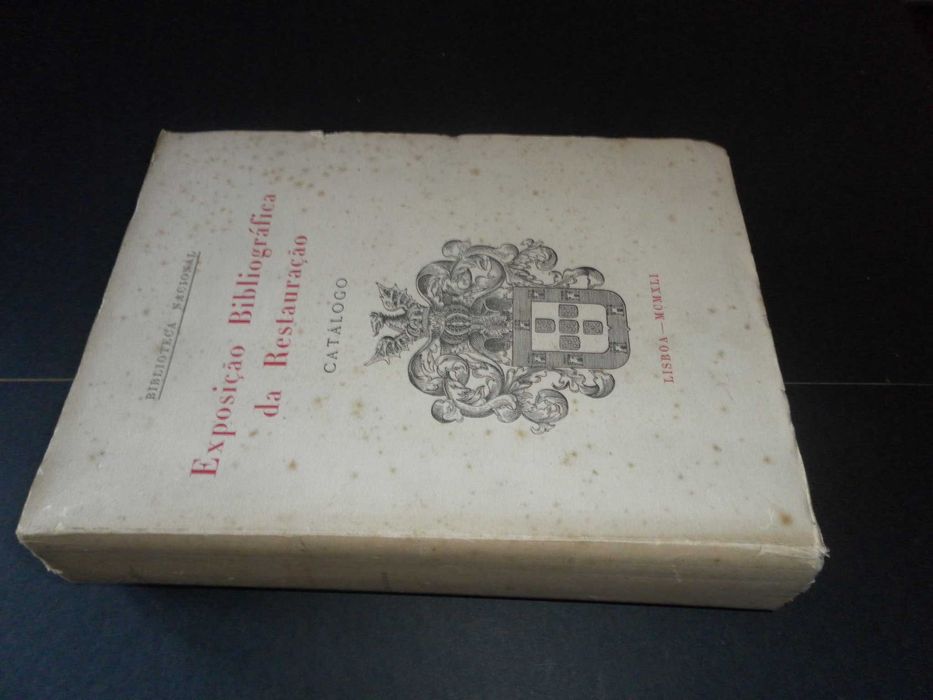 BIBLIOTECA NACIONAL
Exposição Bibliográfica
da Restauração
CATÁLOGO
LISBOA — MCMXLI